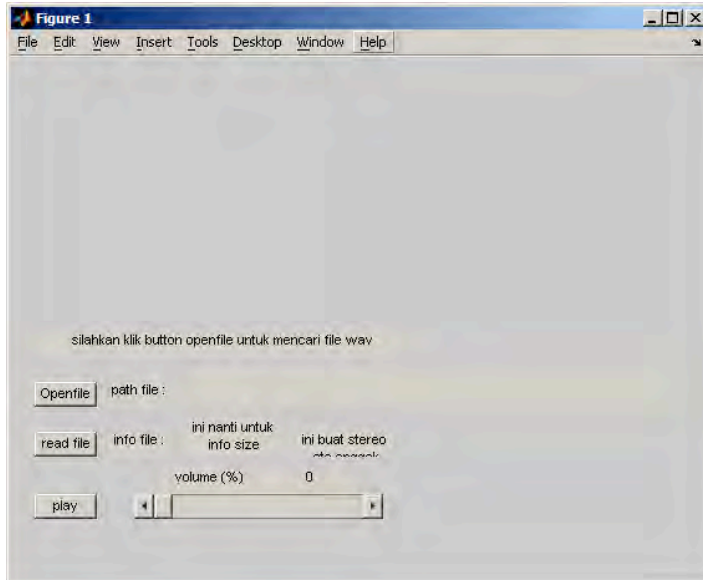 Figure 1
File Edit View Insert Tools Desktop Window Help
silahkan klik button openfile untuk mencari file wav
Openfile path file :
read file info file :
ini nanti untuk
info size
ini buat stereo
volume (%) 0
play